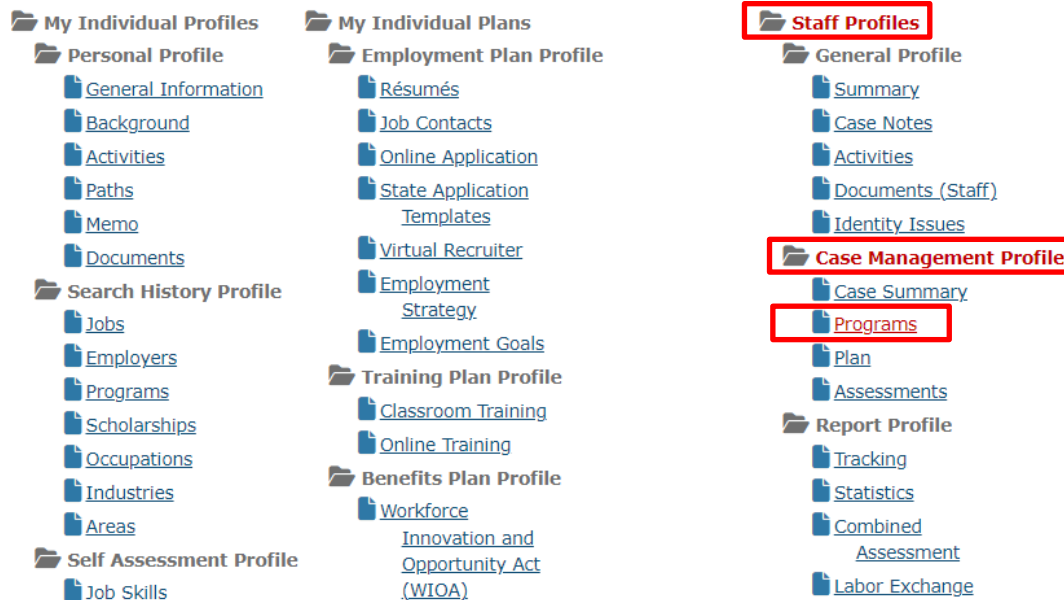 My Individual Profiles
Personal Profile
General Information
Background
Activities
Paths
Memo
Documents
Search History Profile
Jobs
Employers
Programs
Scholarships
Occupations
Industries
Areas
Self Assessment Profile
Job Skills
My Individual Plans
Employment Plan Profile
Résumés
Job Contacts
Online Application
State Application
Templates
Virtual Recruiter
Employment
Strategy
Employment Goals
Training Plan Profile
Classroom Training
Online Training
Benefits Plan Profile
Workforce
Innovation and
Opportunity Act
(WIOA)
Staff Profiles
General Profile
Summary
Case Notes
Activities
Documents (Staff)
Identity Issues
Case Management Profile
Case Summary
Programs
Plan
Assessments
Report Profile
Tracking
Statistics
Combined
Assessment
Labor Exchange